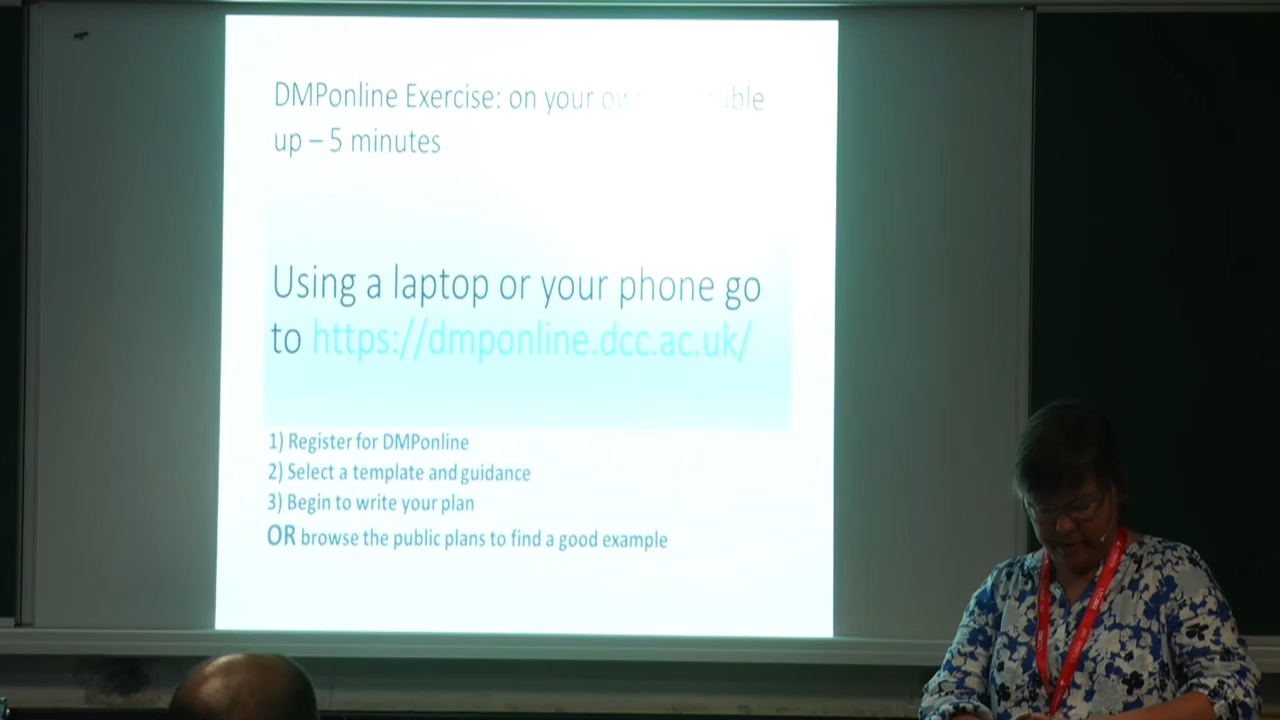 DMPonline Exercise: on your
up – 5 minutes
Using a laptop or your phone go
to https://dmponline.dcc.ac.uk/
1) Register for DMPonline
2) Select a template and guidance
3) Begin to write your plan
OR browse the public plans to find a good example